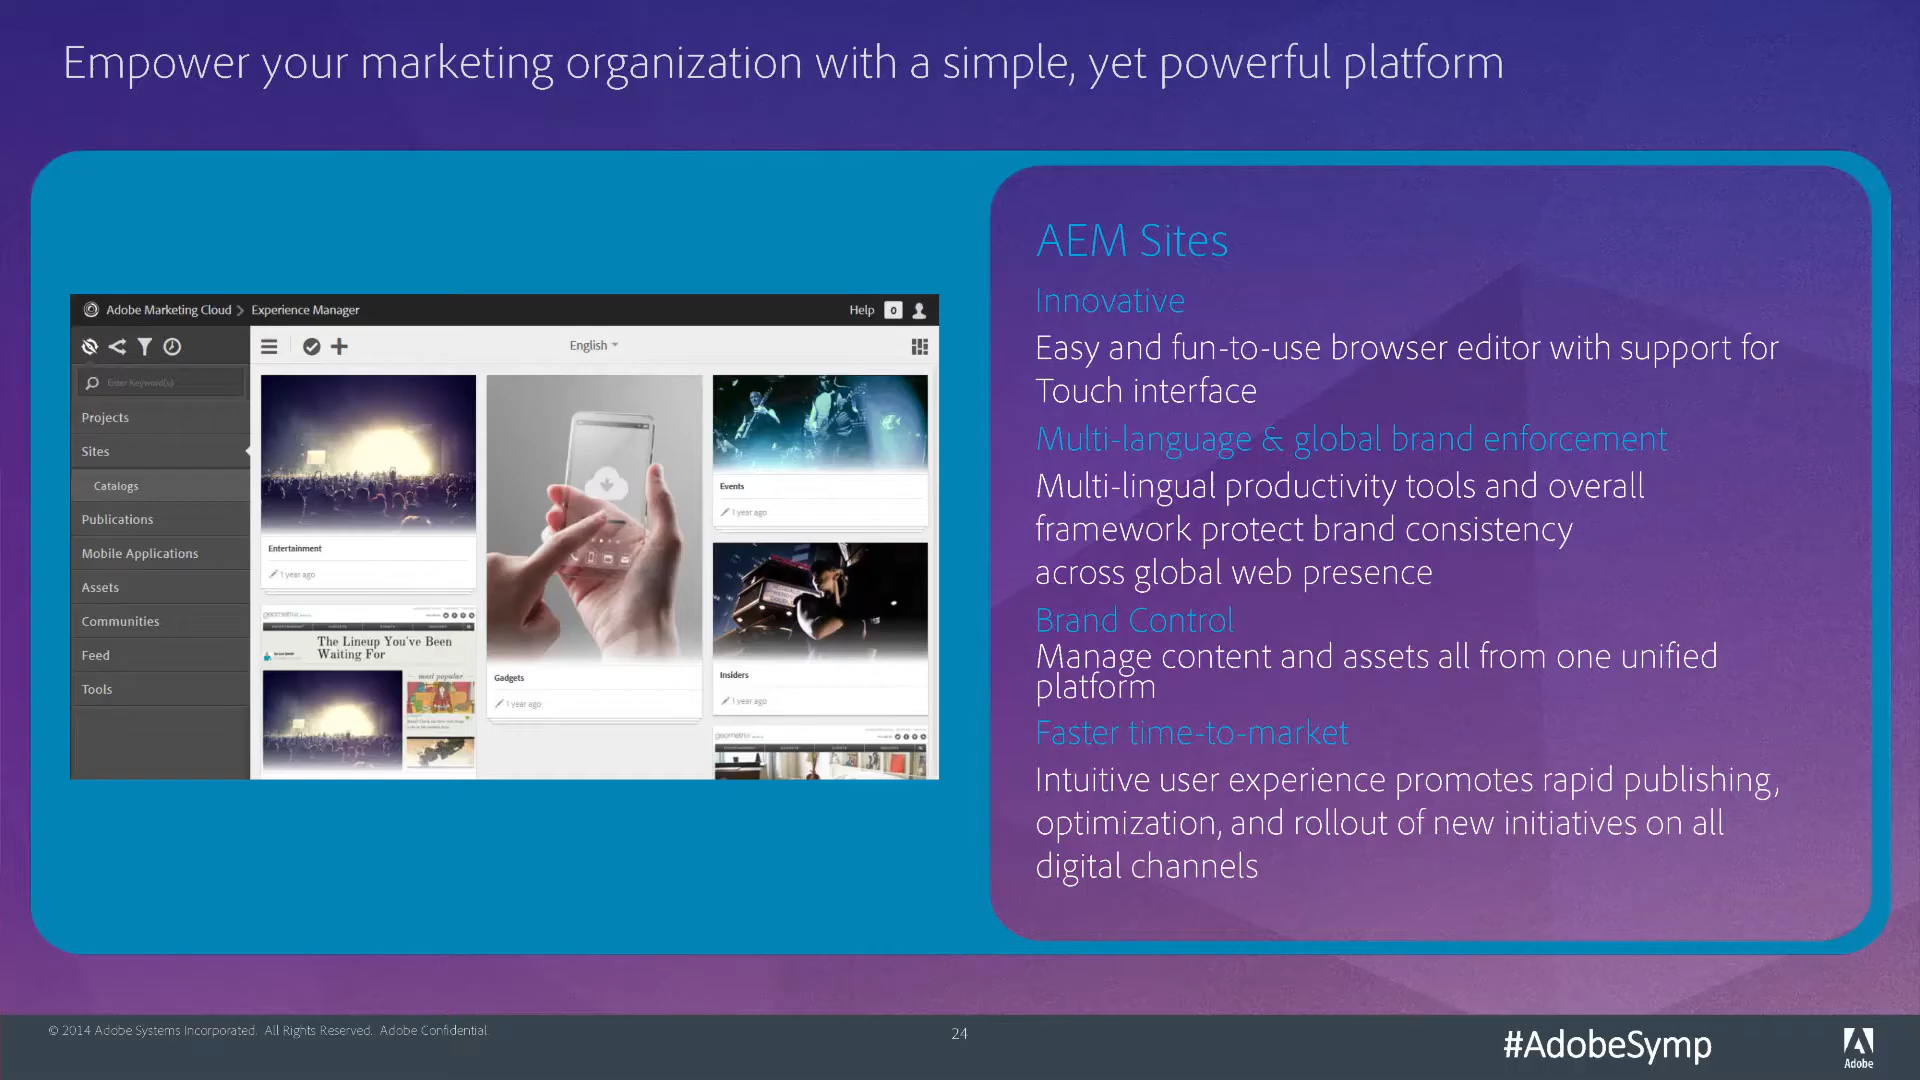 Empower your marketing organization with a simple, yet powerful platform
Adobe Marketing Cloud > Experience Manager
Help 0
English
Enter Keyword(s)
Projects
Sites
Catalogs
Publications
Mobile Applications
Assets
Communities
Feed
Tools
Entertainment
1 year ago
geometrixx
The Lineup You've Been
Waiting For
most popular
Gadgets
1 year ago
Events
1 year ago
Insiders
1 year ago
geometrixx
AEM Sites
Innovative
Easy and fun-to-use browser editor with support for
Touch interface
Multi-language & global brand enforcement
Multi-lingual productivity tools and overall
framework protect brand consistency
across global web presence
Brand Control
Manage content and assets all from one unified
platform
Faster time-to-market
Intuitive user experience promotes rapid publishing,
optimization, and rollout of new initiatives on all
digital channels
© 2014 Adobe Systems Incorporated. All Rights Reserved. Adobe Confidential.
24
#AdobeSymp
Adobe